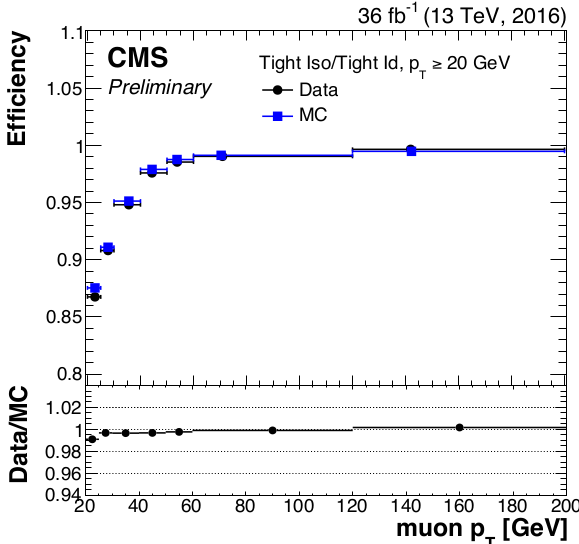 36 fb-1 (13 TeV, 2016)
CMS
Preliminary
Tight Iso/Tight Id, pT ≥ 20 GeV
Data
MC
Efficiency
1.1
1.05
1
0.95
0.9
0.85
0.8
Data/MC
1.02
1
0.98
0.96
0.94
20 40 60 80 100 120 140 160 180 200
muon pT [GeV]